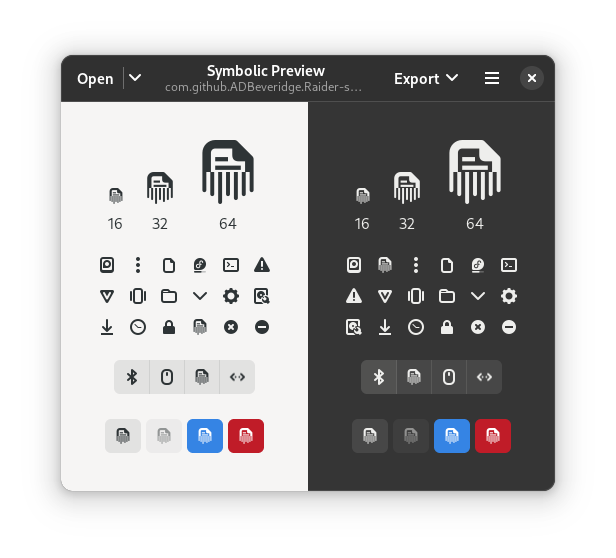 Open
Symbolic Preview
com.github.ADBeveridge.Raider-s...
Export
16
32
64
16
32
64